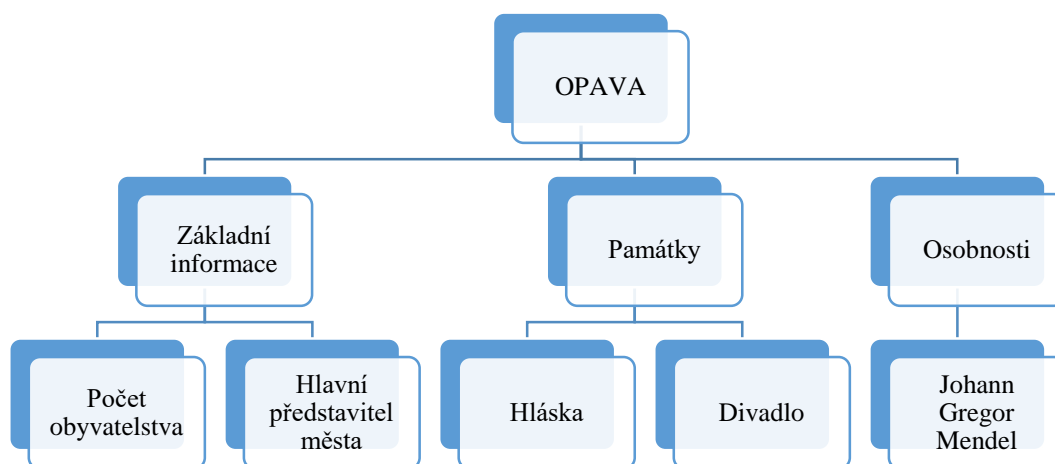 OPAVA
Základní
informace
Památky
Osobnosti
Počet
obyvatelstva
Hlavní
představitel
města
Hláska
Divadlo
Johann
Gregor
Mendel